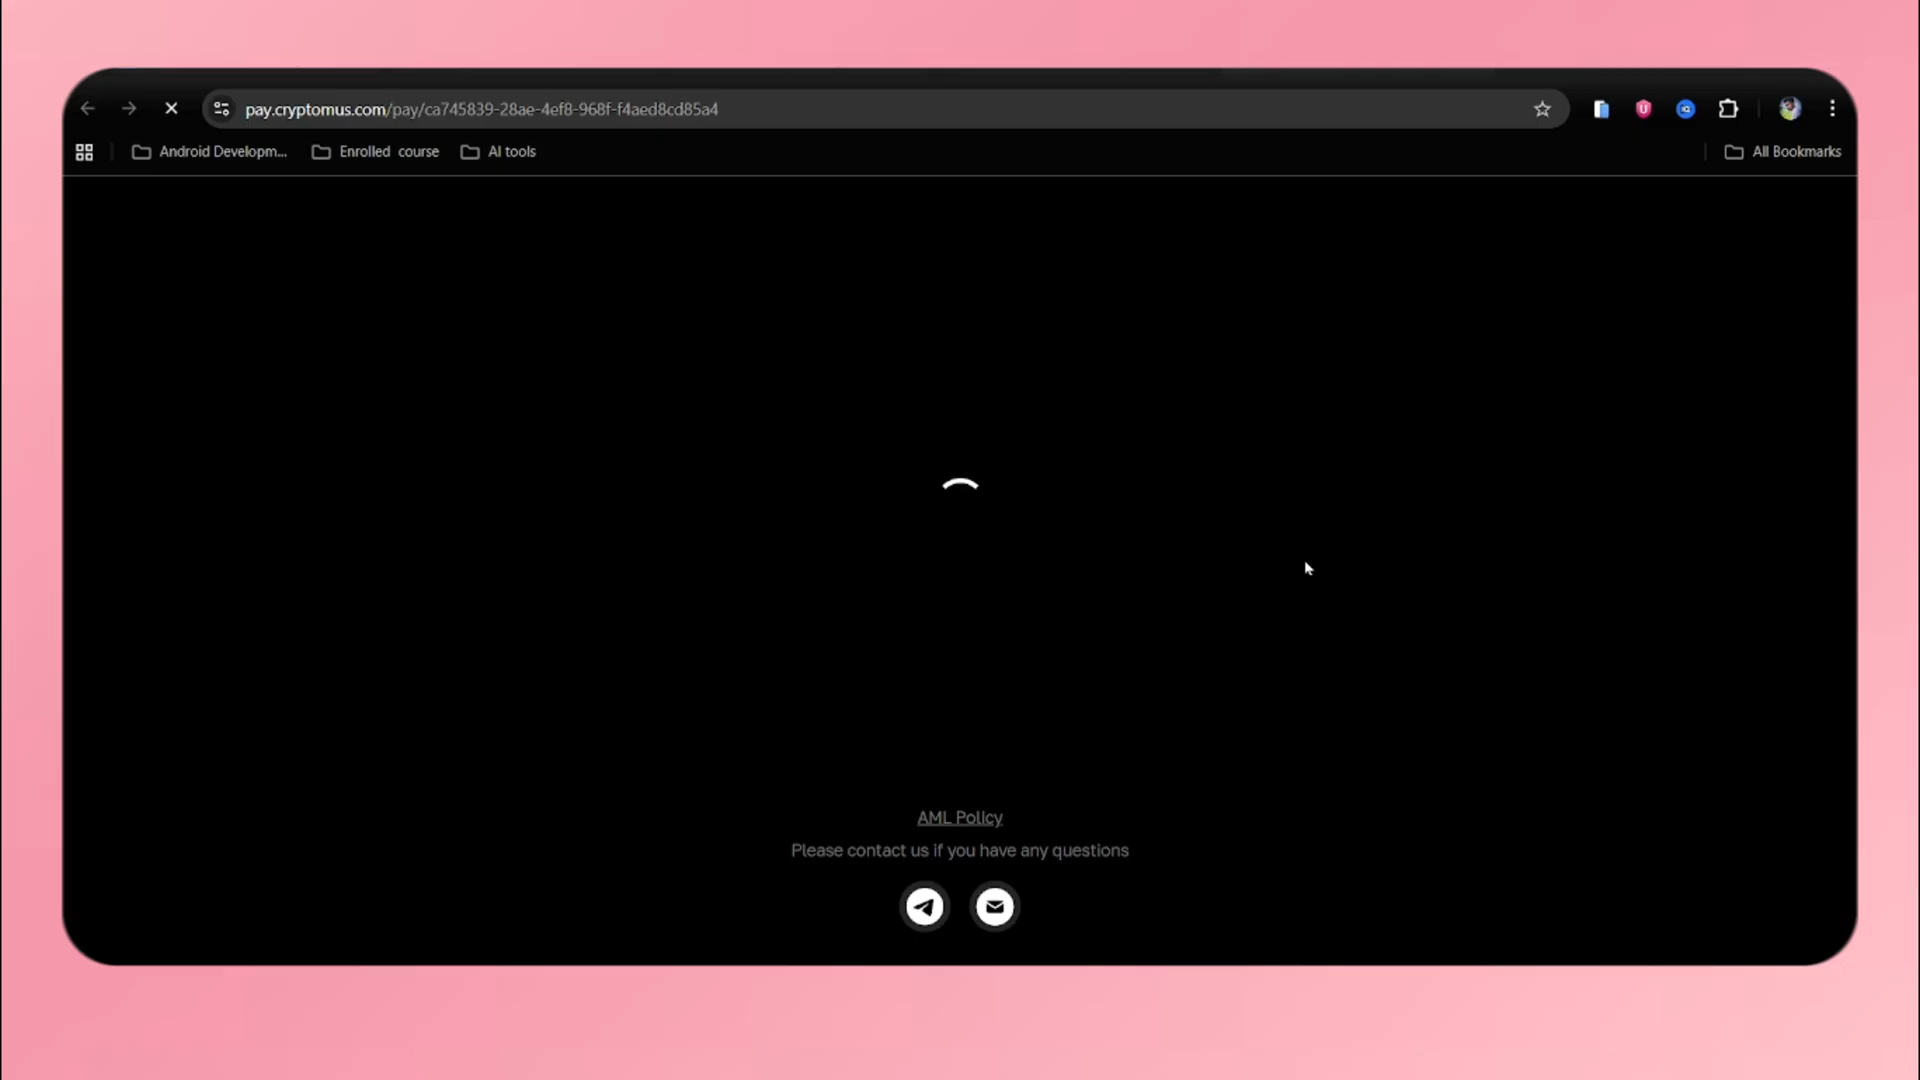 pay.cryptomus.com/pay/ca745839-28ae-4ef8-968f-f4aed8cd85a4
Android Developm... Enrolled course AI tools All Bookmarks
AML Policy
Please contact us if you have any questions